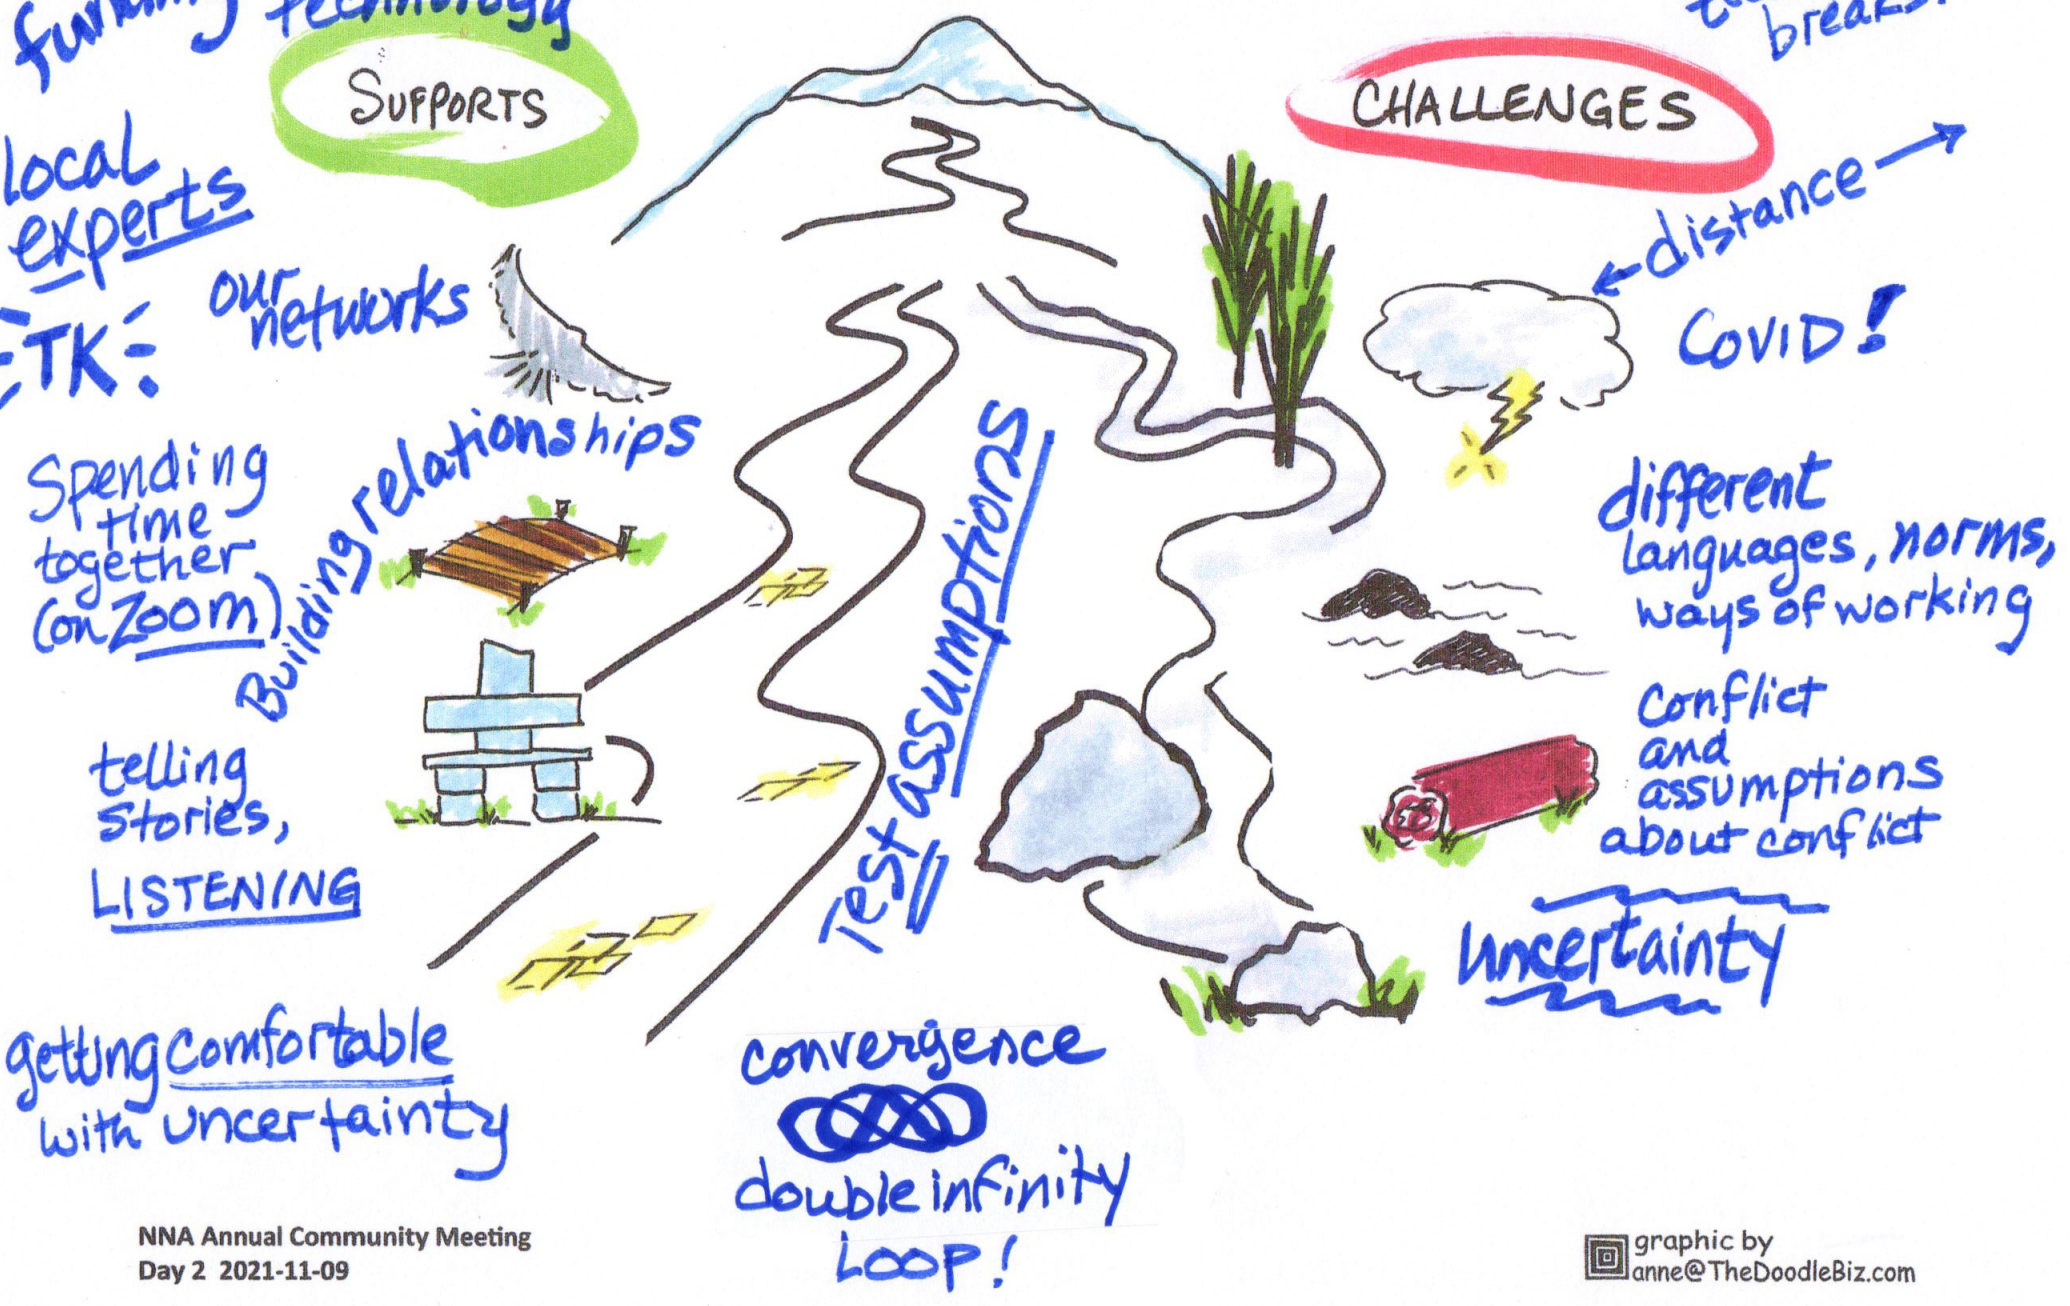 technology
breaks!
SUPPORTS
CHALLENGES
local
experts
TK
our
networks
Building relationships
Spending
time
together
(on Zoom)
telling
stories,
LISTENING
getting comfortable
with uncertainty
Test assumptions
convergence
double infinity
LOOP!
distance
COVID!
different
languages, norms,
ways of working
conflict
and
assumptions
about conflict
uncertainty
NNA Annual Community Meeting
Day 2 2021-11-09
graphic by
anne@TheDoodleBiz.com